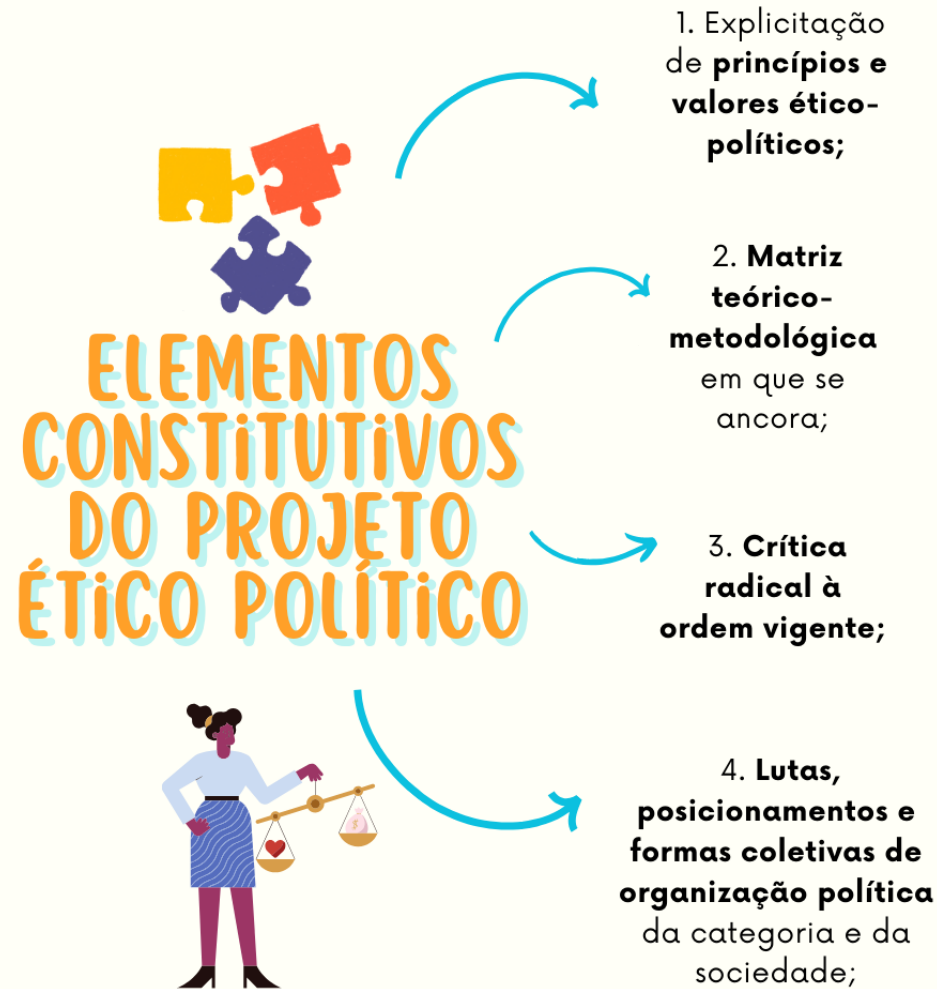 ELEMENTOS
CONSTITUTIVOS
DO PROJETO
ÉTICO POLÍTICO
1. Explicitação
de princípios e
valores ético-
políticos;
2. Matriz
teórico-
metodológica
em que se
ancora;
3. Crítica
radical à
ordem vigente;
4. Lutas,
posicionamentos e
formas coletivas de
organização política
da categoria e da
sociedade;
$